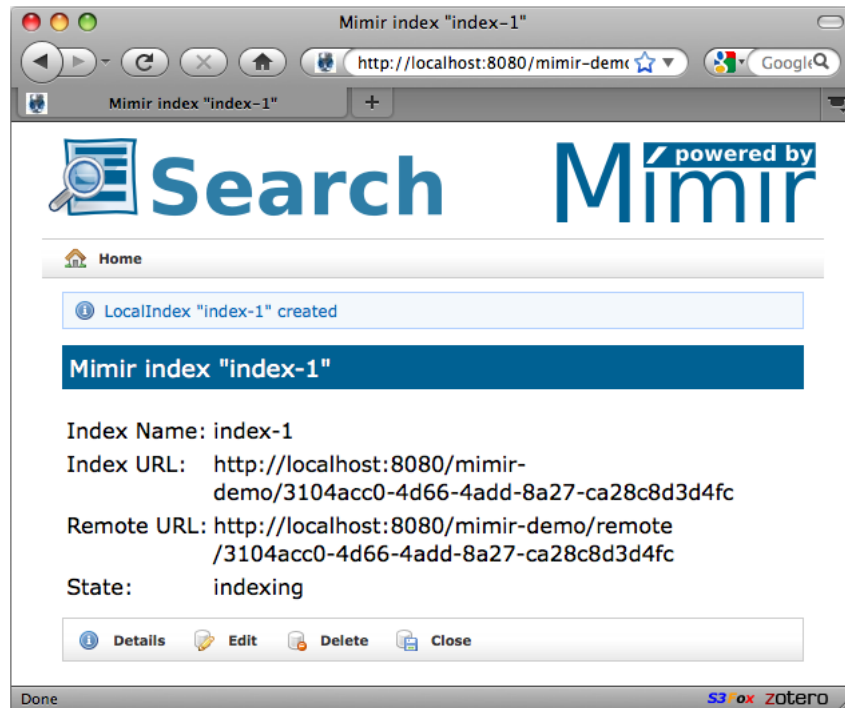 Mimir index "index-1"
http://localhost:8080/mimir-dem
Google
Mimir index "index-1"
+
Search
powered by
Mimir
Home
LocalIndex "index-1" created
Mimir index "index-1"
Index Name: index-1
Index URL: http://localhost:8080/mimir-
demo/3104acc0-4d66-4add-8a27-ca28c8d3d4fc
Remote URL: http://localhost:8080/mimir-demo/remote
/3104acc0-4d66-4add-8a27-ca28c8d3d4fc
State: indexing
Details Edit Delete Close
Done S3Fox zotero